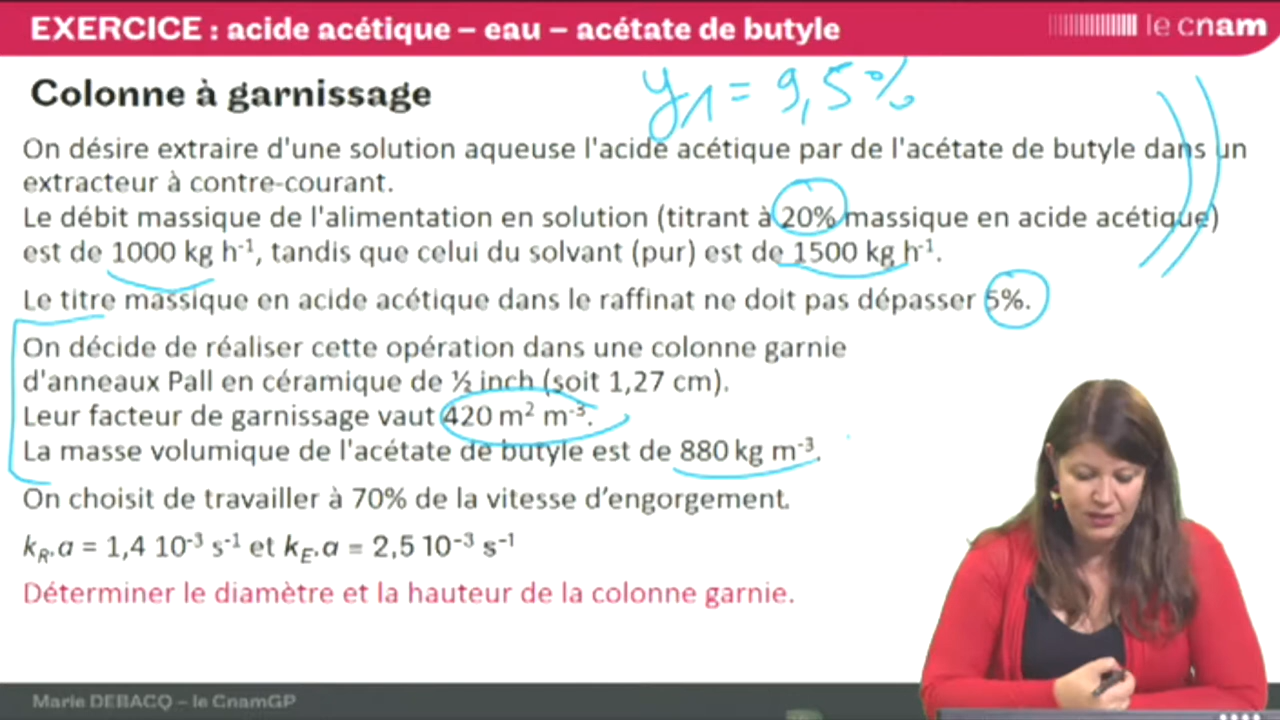 EXERCICE : acide acétique – eau – acétate de butyle
le cnam
Colonne à garnissage
y1 = 9,5%
On désire extraire d'une solution aqueuse l'acide acétique par de l'acétate de butyle dans un
extracteur à contre-courant.
Le débit massique de l'alimentation en solution (titrant à 20% massique en acide acétique)
est de 1000 kg h⁻¹, tandis que celui du solvant (pur) est de 1500 kg h⁻¹.
Le titre massique en acide acétique dans le raffinat ne doit pas dépasser 5%.
On décide de réaliser cette opération dans une colonne garnie
d'anneaux Pall en céramique de ½ inch (soit 1,27 cm).
Leur facteur de garnissage vaut 420 m² m⁻³.
La masse volumique de l'acétate de butyle est de 880 kg m⁻³.
On choisit de travailler à 70% de la vitesse d’engorgement.
kR.a = 1,4 10⁻³ s⁻¹ et kE.a = 2,5 10⁻³ s⁻¹
Déterminer le diamètre et la hauteur de la colonne garnie.
Marie DEBACQ – le CnamGP